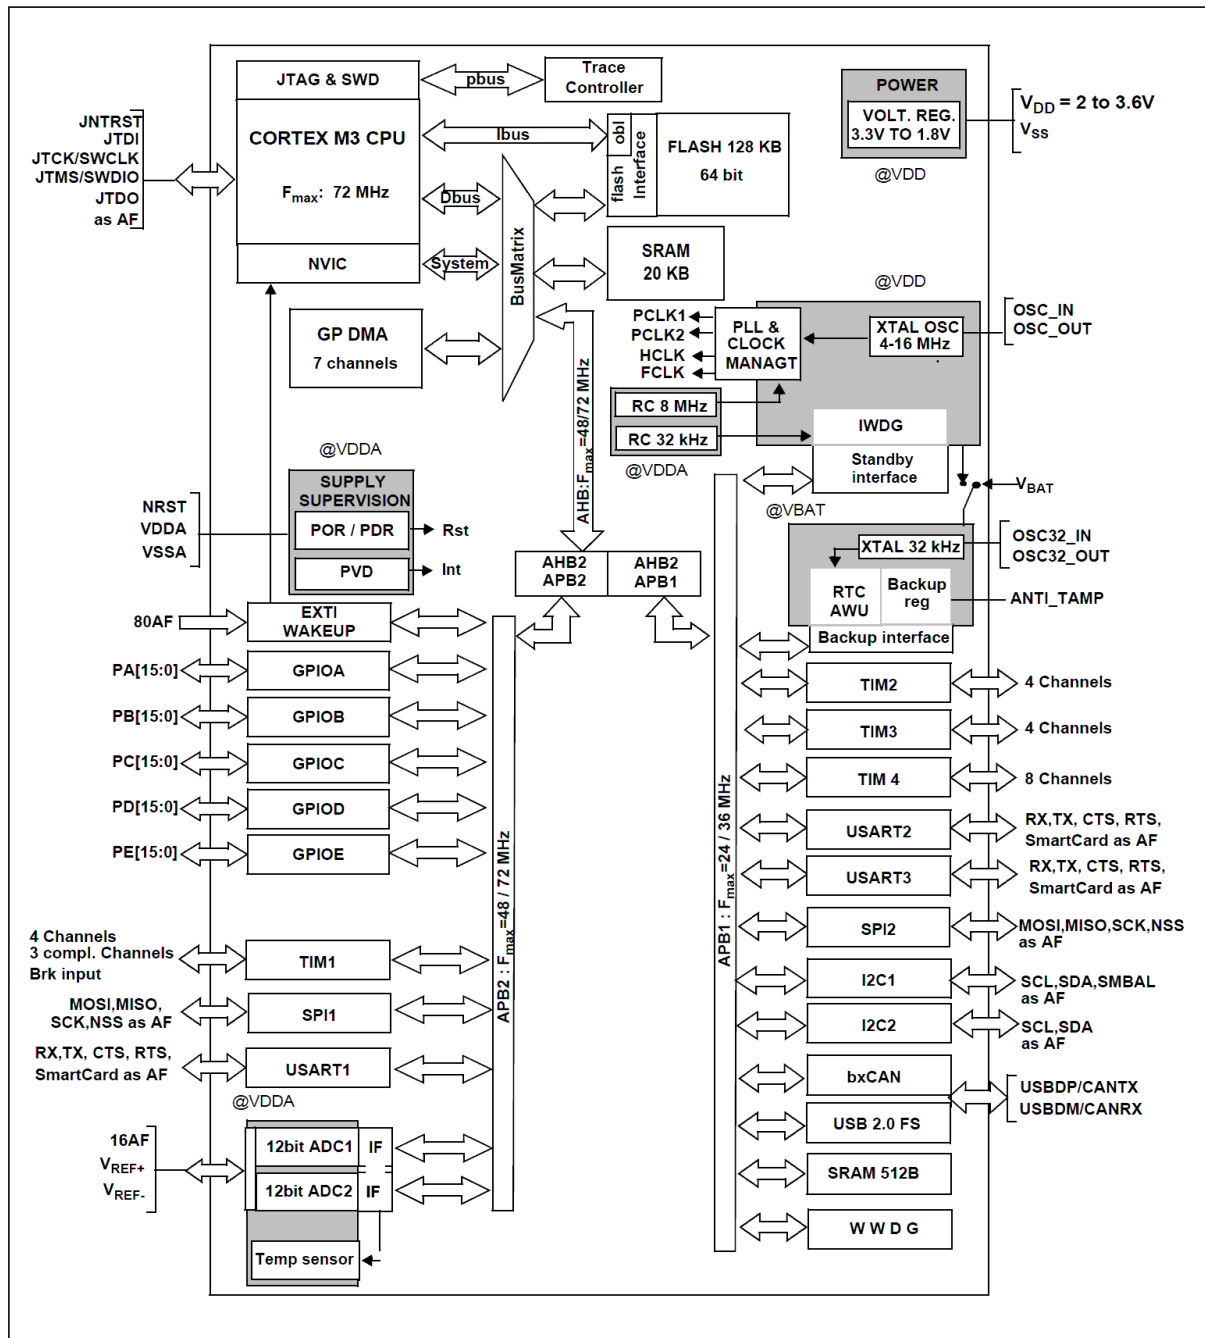 JTAG & SWD
pbus
Trace
Controller
POWER
VOLT. REG.
3.3V TO 1.8V
@VDD
VDD = 2 to 3.6V
VSS
JNTRST
JTDI
JTCK/SWCLK
JTMS/SWDIO
JTDO
as AF
CORTEX M3 CPU
Fmax: 72 MHz
NVIC
Ibus
Dbus
System
BusMatrix
obl
flash
Interface
FLASH 128 KB
64 bit
SRAM
20 KB
GP DMA
7 channels
AHB:Fmax=48/72 MHz
@VDD
PCLK1
PCLK2
HCLK
FCLK
PLL &
CLOCK
MANAGT
XTAL OSC
4-16 MHz
OSC_IN
OSC_OUT
RC 8 MHz
RC 32 kHz
@VDDA
IWDG
Standby
interface
VBAT
@VBAT
@VDDA
SUPPLY
SUPERVISION
POR / PDR
Rst
PVD
Int
NRST
VDDA
VSSA
XTAL 32 kHz
OSC32_IN
OSC32_OUT
RTC
AWU
Backup
reg
ANTI_TAMP
Backup interface
AHB2
APB2
AHB2
APB1
80AF
EXTI
WAKEUP
PA[15:0]
GPIOA
PB[15:0]
GPIOB
PC[15:0]
GPIOC
PD[15:0]
GPIOD
PE[15:0]
GPIOE
APB2 : Fmax=48 / 72 MHz
APB1 : Fmax=24 / 36 MHz
4 Channels
3 compl. Channels
Brk input
TIM1
MOSI,MISO,
SCK,NSS as AF
SPI1
RX,TX, CTS, RTS,
SmartCard as AF
USART1
@VDDA
16AF
VREF+
VREF-
12bit ADC1
IF
12bit ADC2
IF
Temp sensor
TIM2
4 Channels
TIM3
4 Channels
TIM 4
8 Channels
USART2
RX,TX, CTS, RTS,
SmartCard as AF
USART3
RX,TX, CTS, RTS,
SmartCard as AF
SPI2
MOSI,MISO,SCK,NSS
as AF
I2C1
SCL,SDA,SMBAL
as AF
I2C2
SCL,SDA
as AF
bxCAN
USBDP/CANTX
USBDM/CANRX
USB 2.0 FS
SRAM 512B
W W D G